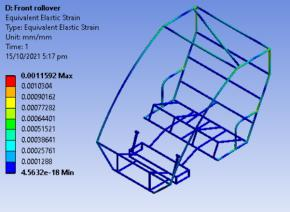 D: Front rollover
Equivalent Elastic Strain
Type: Equivalent Elastic Strain
Unit: mm/mm
Time: 1
15/10/2021 5:17 pm
0.0011592 Max
0.0010304
0.00090162
0.00077282
0.00064401
0.00051521
0.00038641
0.00025761
0.0001288
4.5632e-18 Min